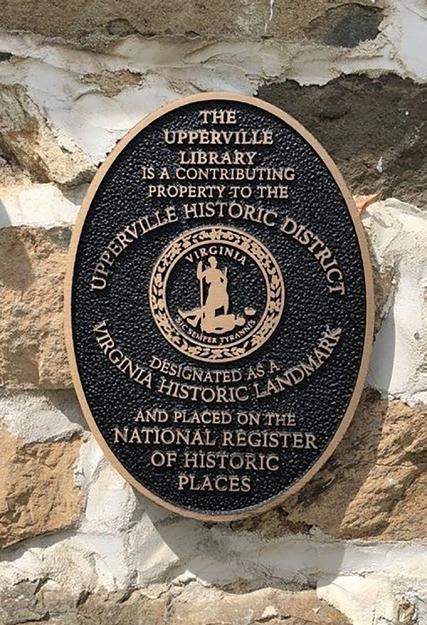 THE
UPPERVILLE
LIBRARY
IS A CONTRIBUTING
PROPERTY TO THE
UPPERVILLE HISTORIC DISTRICT
VIRGINIA
SIC SEMPER TYRANNIS
DESIGNATED AS A
VIRGINIA HISTORIC LANDMARK
AND PLACED ON THE
NATIONAL REGISTER
OF HISTORIC
PLACES